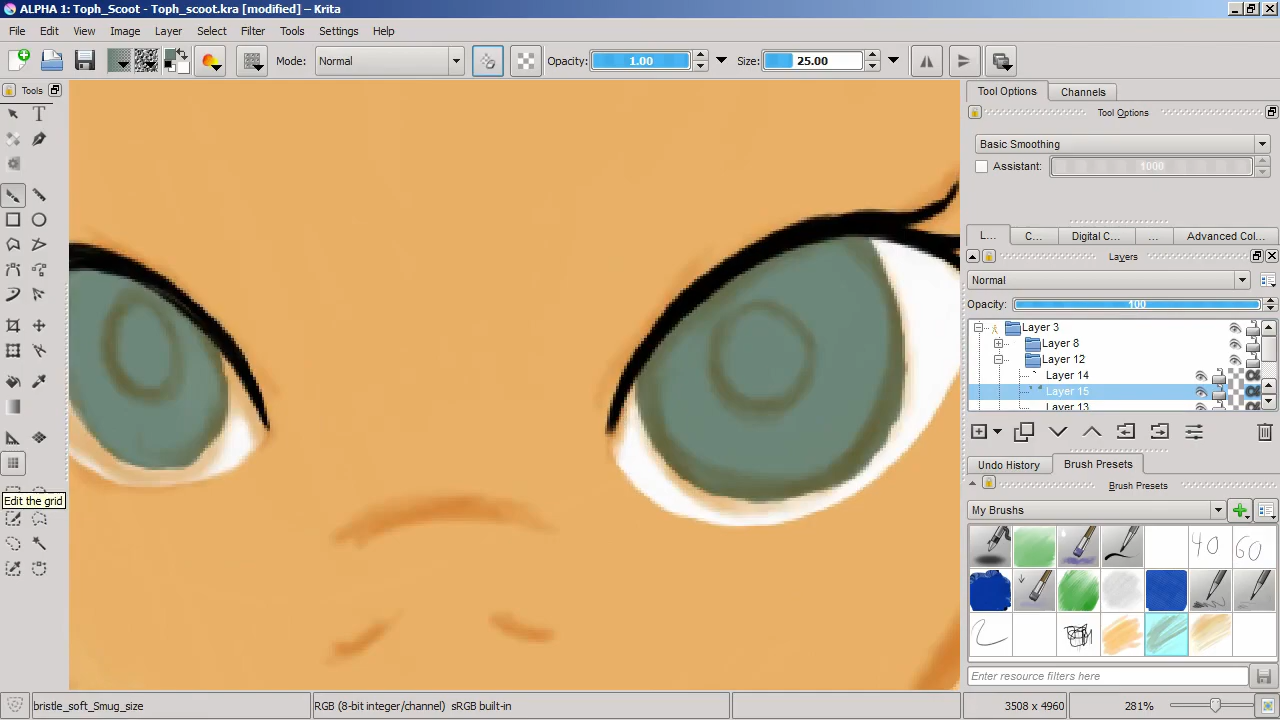 ALPHA 1: Toph_Scoot - Toph_scoot.kra [modified] – Krita
File Edit View Image Layer Select Filter Tools Settings Help
Mode: Normal Opacity: 1.00 Size: 25.00
Tools
T
Edit the grid
Tool Options Channels
Tool Options
Basic Smoothing
Assistant: 1000
L... C... Digital C... ... Advanced Col...
Layers
Normal
Opacity: 100
Layer 3
Layer 8
Layer 12
Layer 14
Layer 15
Layer 13
Undo History Brush Presets
Brush Presets
My Brushes
40 60
Enter resource filters here
bristle_soft_Smug_size RGB (8-bit integer/channel) sRGB built-in 3508 x 4960 281%